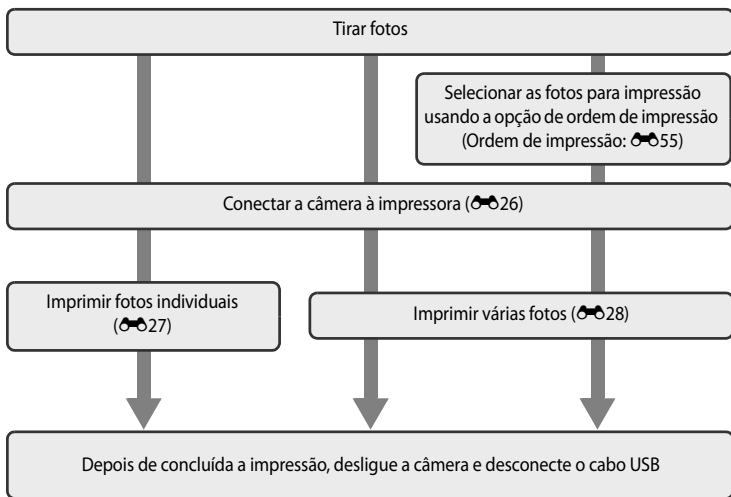 Tirar fotos
Selecionar as fotos para impressão
usando a opção de ordem de impressão
(Ordem de impressão: 55)
Conectar a câmera à impressora (26)
Imprimir fotos individuais
(27)
Imprimir várias fotos (28)
Depois de concluída a impressão, desligue a câmera e desconecte o cabo USB